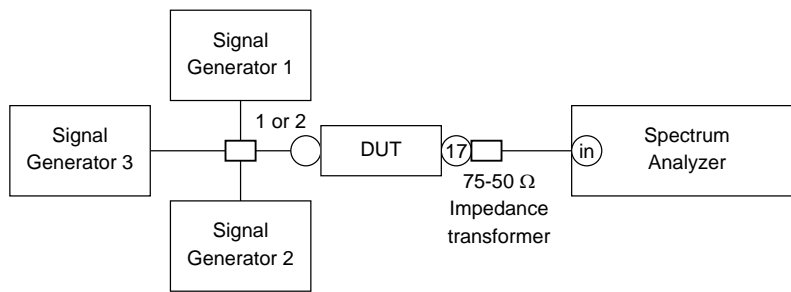 Signal
Generator 1
1 or 2
Signal
Generator 3
DUT
17
in
Spectrum
Analyzer
75-50 Ω
Impedance
transformer
Signal
Generator 2